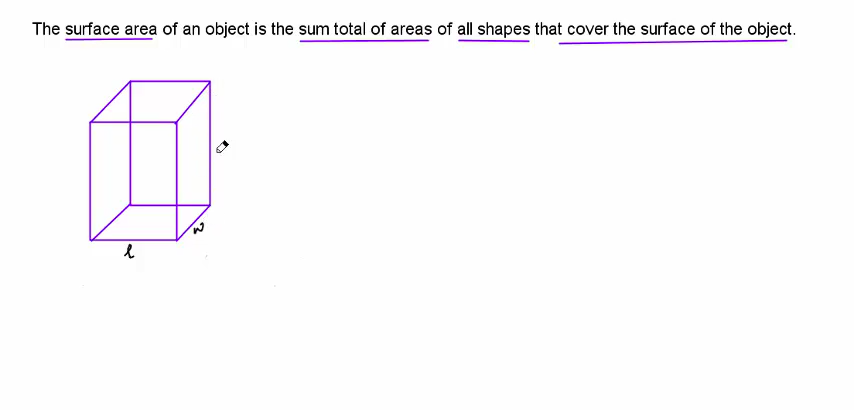 The surface area of an object is the sum total of areas of all shapes that cover the surface of the object.
w
l